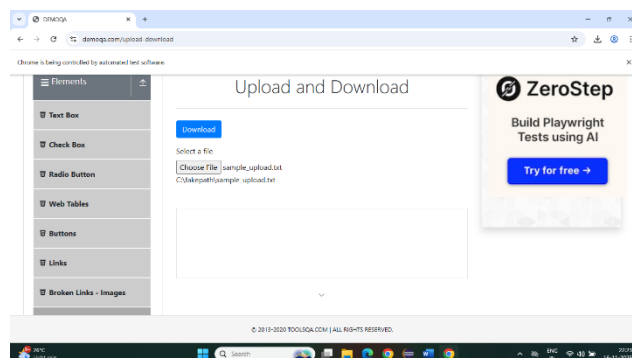 DEMOQA
demoqa.com/upload-download
Chrome is being controlled by automated test software.
Elements
Text Box
Check Box
Radio Button
Web Tables
Buttons
Links
Broken Links - Images
Upload and Download
Download
Select a file
Choose File sample_upload.txt
C:\fakepath\sample_upload.txt
ZeroStep
Build Playwright
Tests using AI
Try for free →
© 2013-2020 TOOLSQA.COM | ALL RIGHTS RESERVED.
26°C
Search
ENG